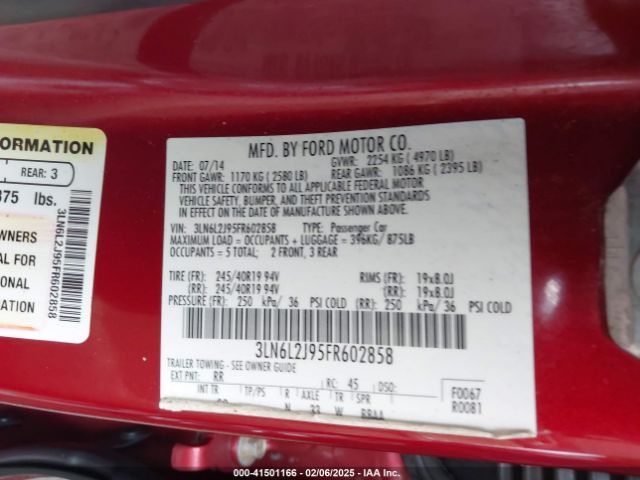 ORMATION
REAR: 3
875 lbs.
WNERS
AL FOR
ONAL
MATION
3LN6L2J95FR602858
MFD. BY FORD MOTOR CO.
DATE: 07/14 GVWR: 2254 KG ( 4970 LB)
FRONT GAWR: 1170 KG ( 2580 LB) REAR GAWR: 1086 KG ( 2395 LB)
THIS VEHICLE CONFORMS TO ALL APPLICABLE FEDERAL MOTOR
VEHICLE SAFETY, BUMPER, AND THEFT PREVENTION STANDARDS
IN EFFECT ON THE DATE OF MANUFACTURE SHOWN ABOVE.
VIN: 3LN6L2J95FR602858 TYPE: Passenger Car
MAXIMUM LOAD = OCCUPANTS + LUGGAGE = 396KG/ 875LB
OCCUPANTS = 5 TOTAL; 2 FRONT, 3 REAR
TIRE (FR): 245/40R19 94V RIMS (FR): 19x8.0J
(RR): 245/40R19 94V (RR): 19x8.0J
PRESSURE (FR): 250 kPa/ 36 PSI COLD (RR): 250 kPa/ 36 PSI COLD
3LN6L2J95FR602858
TRAILER TOWING - SEE OWNER GUIDE
EXT PNT: RR RC: 45 DSO:
INT TR TP/PS R AXLE TR SPR F0067
N 33 W BBAA R0081
000-41501166 - 02/06/2025 - IAA Inc.